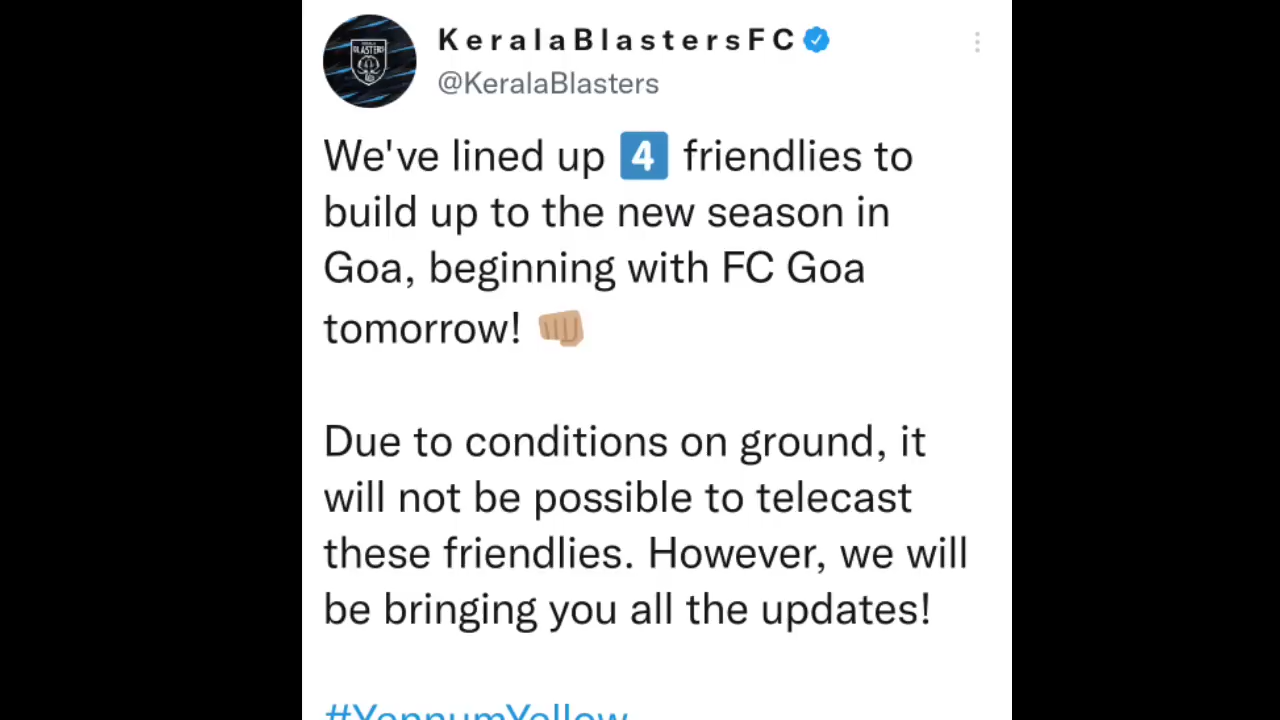 KeralaBlastersFC
@KeralaBlasters
We've lined up 4️⃣ friendlies to
build up to the new season in
Goa, beginning with FC Goa
tomorrow! 👊🏼
Due to conditions on ground, it
will not be possible to telecast
these friendlies. However, we will
be bringing you all the updates!
#YennumYellow